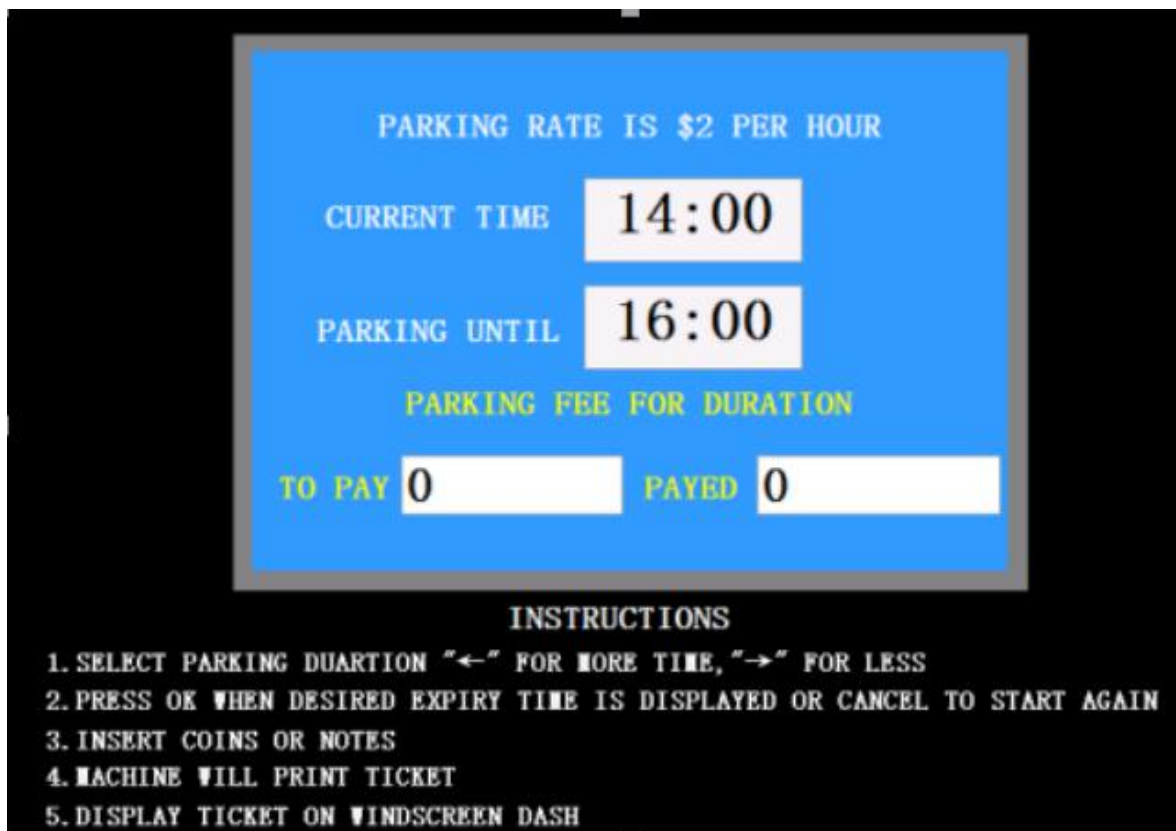 PARKING RATE IS $2 PER HOUR
CURRENT TIME 14:00
PARKING UNTIL 16:00
PARKING FEE FOR DURATION
TO PAY 0 PAYED 0
INSTRUCTIONS
1. SELECT PARKING DUARTION "←" FOR MORE TIME, "→" FOR LESS
2. PRESS OK WHEN DESIRED EXPIRY TIME IS DISPLAYED OR CANCEL TO START AGAIN
3. INSERT COINS OR NOTES
4. MACHINE WILL PRINT TICKET
5. DISPLAY TICKET ON WINDSCREEN DASH